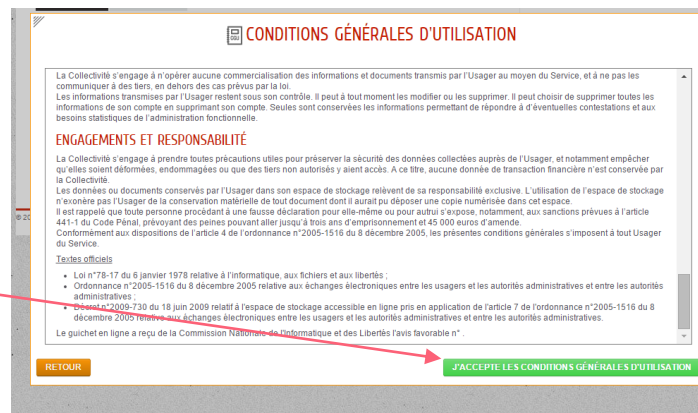 CONDITIONS GÉNÉRALES D'UTILISATION
La Collectivité s'engage à n'opérer aucune commercialisation des informations et documents transmis par l'Usager au moyen du Service, et à ne pas les
communiquer à des tiers, en dehors des cas prévus par la loi.
Les informations transmises par l'Usager restent sous son contrôle. Il peut à tout moment les modifier ou les supprimer. Il peut choisir de supprimer toutes les
informations de son compte en supprimant son compte. Seules sont conservées les informations permettant de répondre à d'éventuelles contestations et aux
besoins statistiques de l'administration fonctionnelle.
ENGAGEMENTS ET RESPONSABILITÉ
La Collectivité s'engage à prendre toutes précautions utiles pour préserver la sécurité des données collectées auprès de l'Usager, et notamment empêcher
qu'elles soient déformées, endommagées ou que des tiers non autorisés y aient accès. A ce titre, aucune donnée de transaction financière n'est conservée par
la Collectivité.
Les données ou documents conservés par l'Usager dans son espace de stockage relèvent de sa responsabilité exclusive. L'utilisation de l'espace de stockage
n'exonère pas l'Usager de la conservation matérielle de tout document dont il aurait pu déposer une copie numérisée dans cet espace.
Il est rappelé que toute personne procédant à une fausse déclaration pour elle-même ou pour autrui s'expose, notamment, aux sanctions prévues à l'article
441-1 du Code Pénal, prévoyant des peines pouvant aller jusqu'à trois ans d'emprisonnement et 45 000 euros d'amende.
Conformément aux dispositions de l'article 4 de l'ordonnance n°2005-1516 du 8 décembre 2005, les présentes conditions générales s'imposent à tout Usager
du Service.
Textes officiels
• Loi n°78-17 du 6 janvier 1978 relative à l'informatique, aux fichiers et aux libertés ;
• Ordonnance n°2005-1516 du 8 décembre 2005 relative aux échanges électroniques entre les usagers et les autorités administratives et entre les autorités
administratives ;
• Décret n°2009-730 du 18 juin 2009 relatif à l'espace de stockage accessible en ligne pris en application de l'article 7 de l'ordonnance n°2005-1516 du 8
décembre 2005 relative aux échanges électroniques entre les usagers et les autorités administratives et entre les autorités administratives.
Le guichet en ligne a reçu de la Commission Nationale de l'Informatique et des Libertés l'avis favorable n° .
© 20
RETOUR
J'ACCEPTE LES CONDITIONS GÉNÉRALES D'UTILISATION